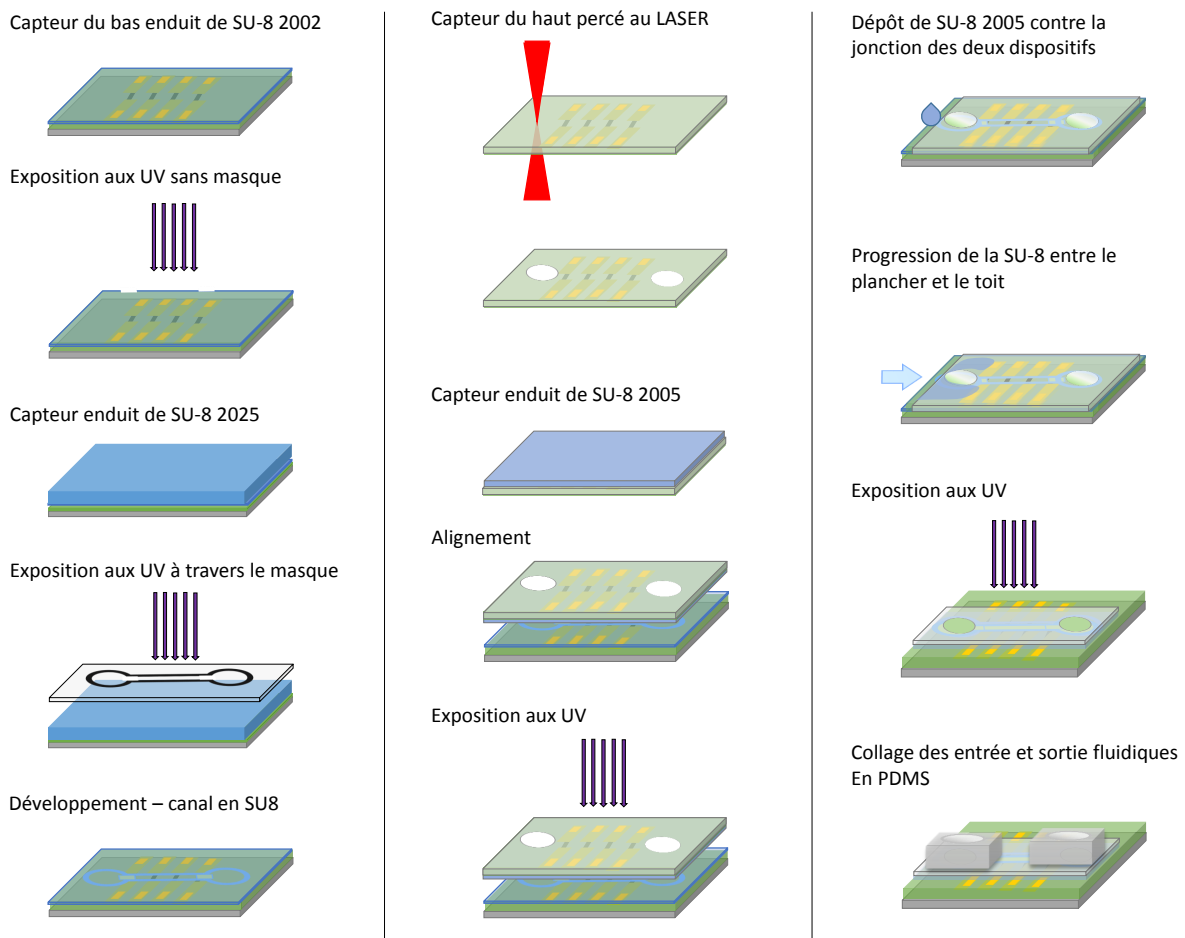 Capteur du bas enduit de SU-8 2002
Exposition aux UV sans masque
Capteur enduit de SU-8 2025
Exposition aux UV à travers le masque
Développement – canal en SU8
Capteur du haut percé au LASER
Capteur enduit de SU-8 2005
Alignement
Exposition aux UV
Dépôt de SU-8 2005 contre la
jonction des deux dispositifs
Progression de la SU-8 entre le
plancher et le toit
Exposition aux UV
Collage des entrée et sortie fluidiques
En PDMS